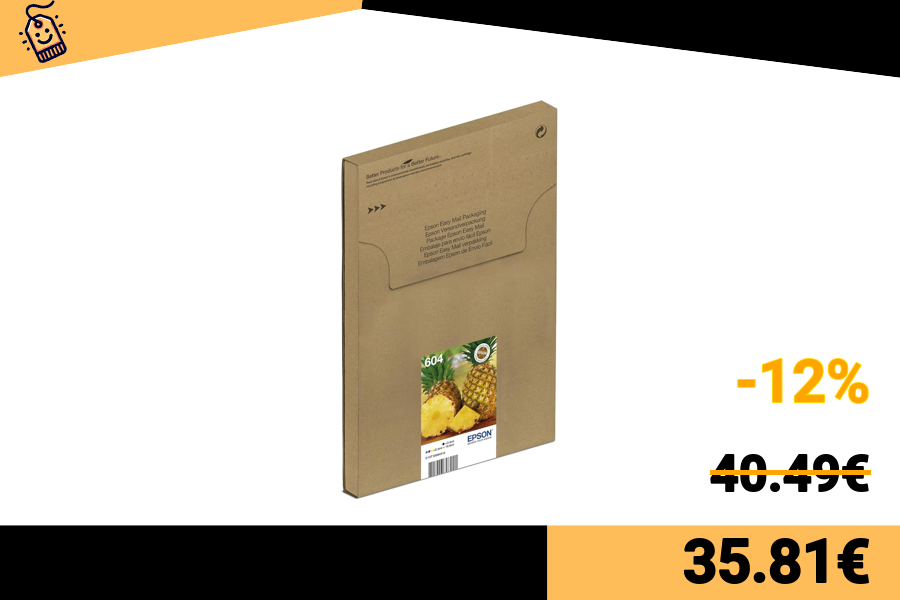 Better Products for a Better Future.
Epson Easy Mail Packaging
Epson Versandverpackung
Package Epson Easy Mail
Embalaje para envío fácil Epson
Epson Easy Mail verpakking
Embalagem Epson de Envio Fácil
604
EPSON
-12%
40.49€
35.81€